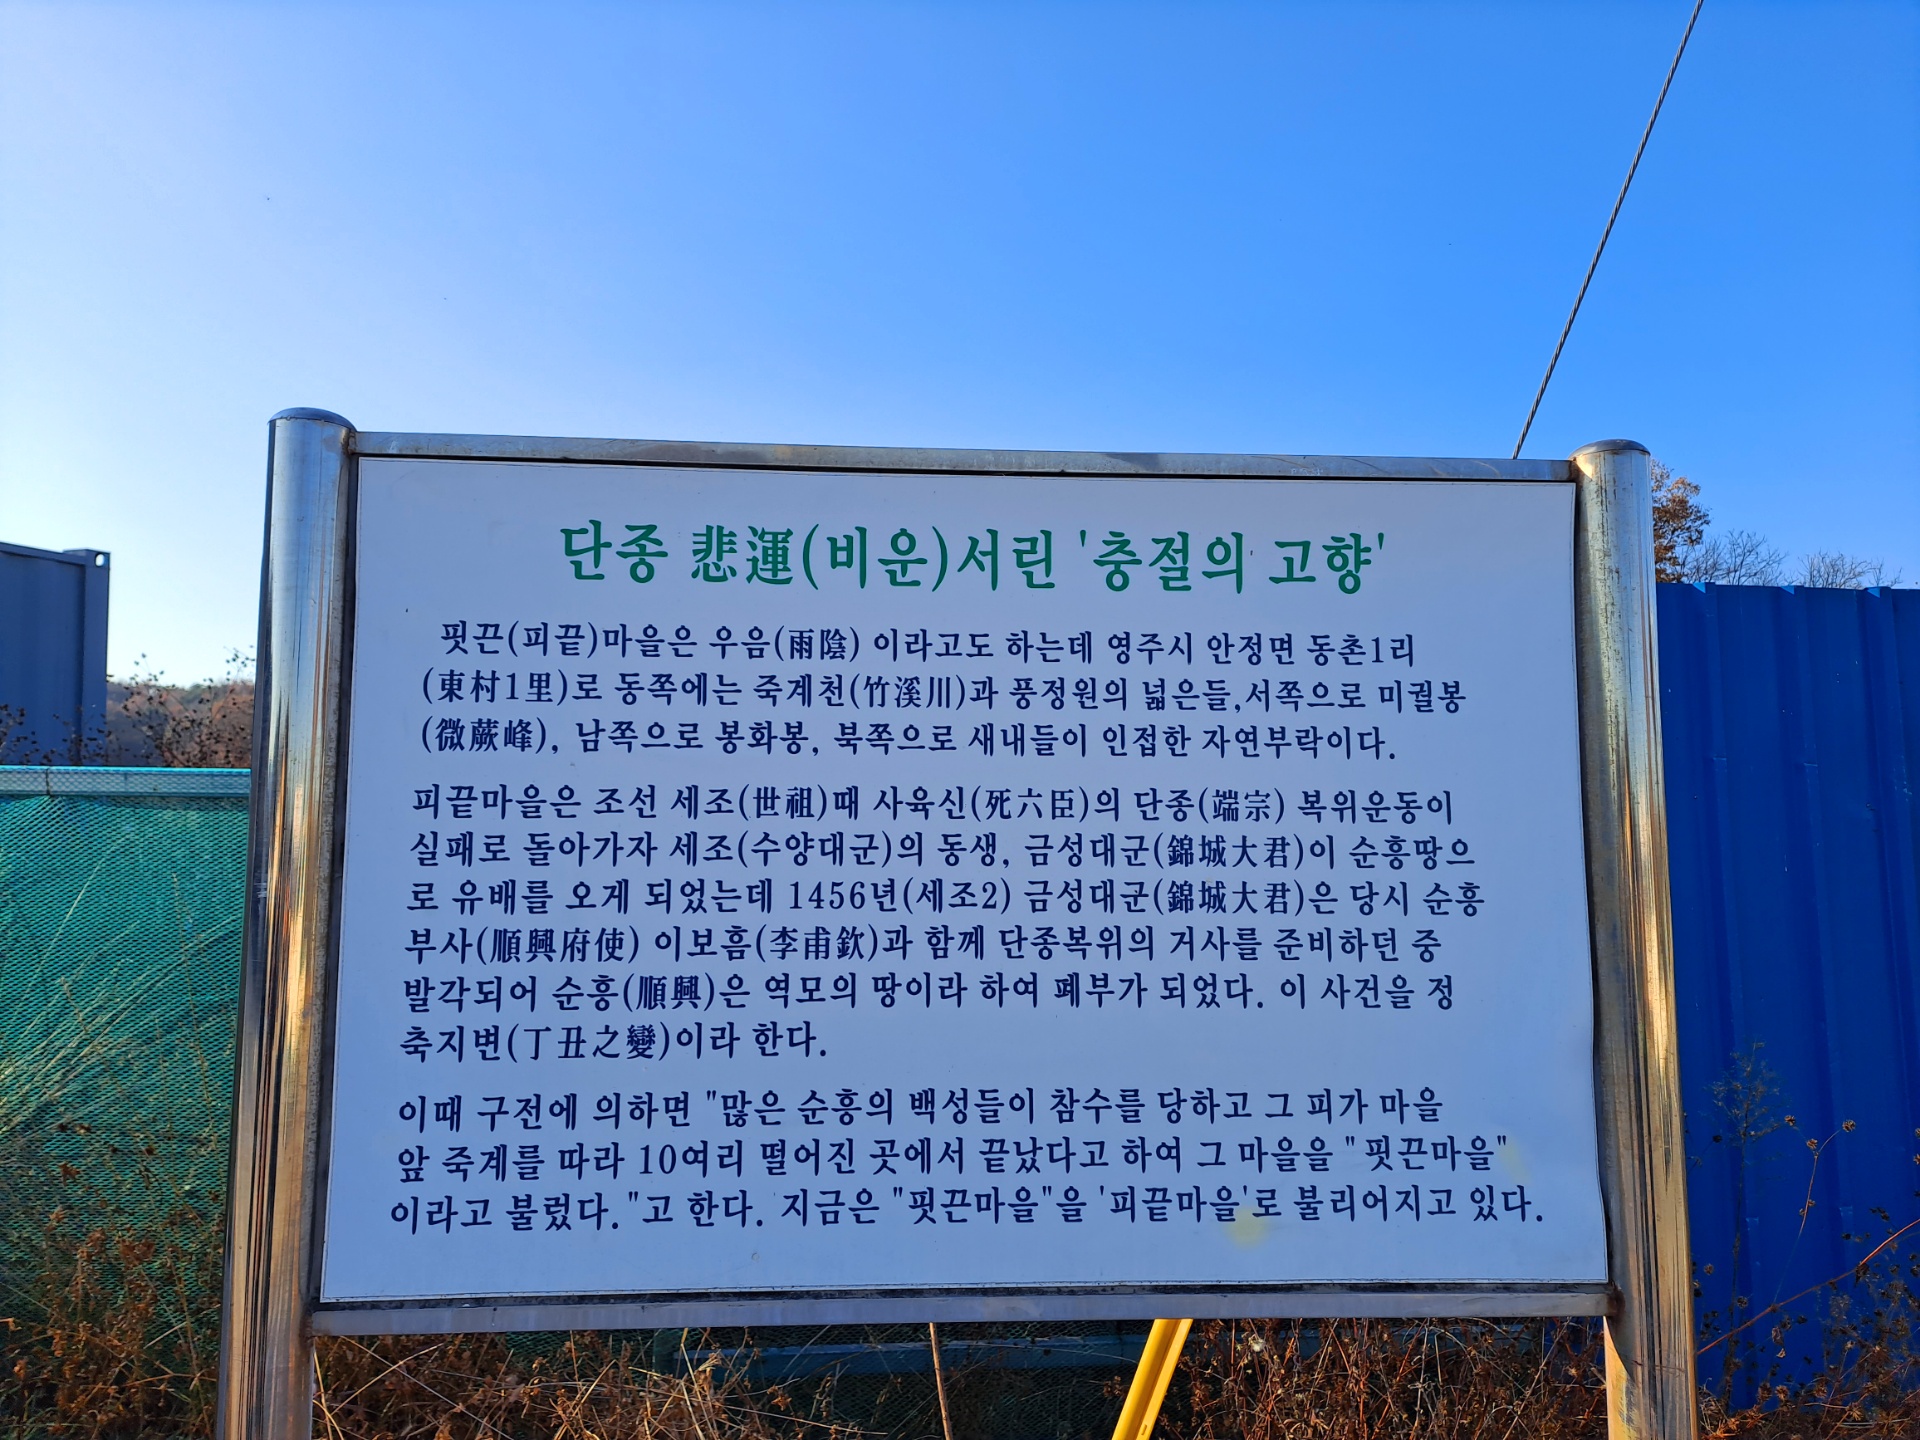 단종 悲運(비운)서린 '충절의 고향'
핏끈(피끝)마을은 우음(雨陰) 이라고도 하는데 영주시 안정면 동촌1리
(東村1里)로 동쪽에는 죽계천(竹溪川)과 풍정원의 넓은들,서쪽으로 미궐봉
(微蕨峰), 남쪽으로 봉화봉, 북쪽으로 새내들이 인접한 자연부락이다.
피끝마을은 조선 세조(世祖)때 사육신(死六臣)의 단종(端宗) 복위운동이
실패로 돌아가자 세조(수양대군)의 동생, 금성대군(錦城大君)이 순흥땅으
로 유배를 오게 되었는데 1456년(세조2) 금성대군(錦城大君)은 당시 순흥
부사(順興府使) 이보흠(李甫欽)과 함께 단종복위의 거사를 준비하던 중
발각되어 순흥(順興)은 역모의 땅이라 하여 폐부가 되었다. 이 사건을 정
축지변(丁丑之變)이라 한다.
이때 구전에 의하면 "많은 순흥의 백성들이 참수를 당하고 그 피가 마을
앞 죽계를 따라 10여리 떨어진 곳에서 끝났다고 하여 그 마을을 " 핏끈마을"
이라고 불렀다. "고 한다. 지금은 "핏끈마을"을 '피끝마을'로 불리어지고 있다.